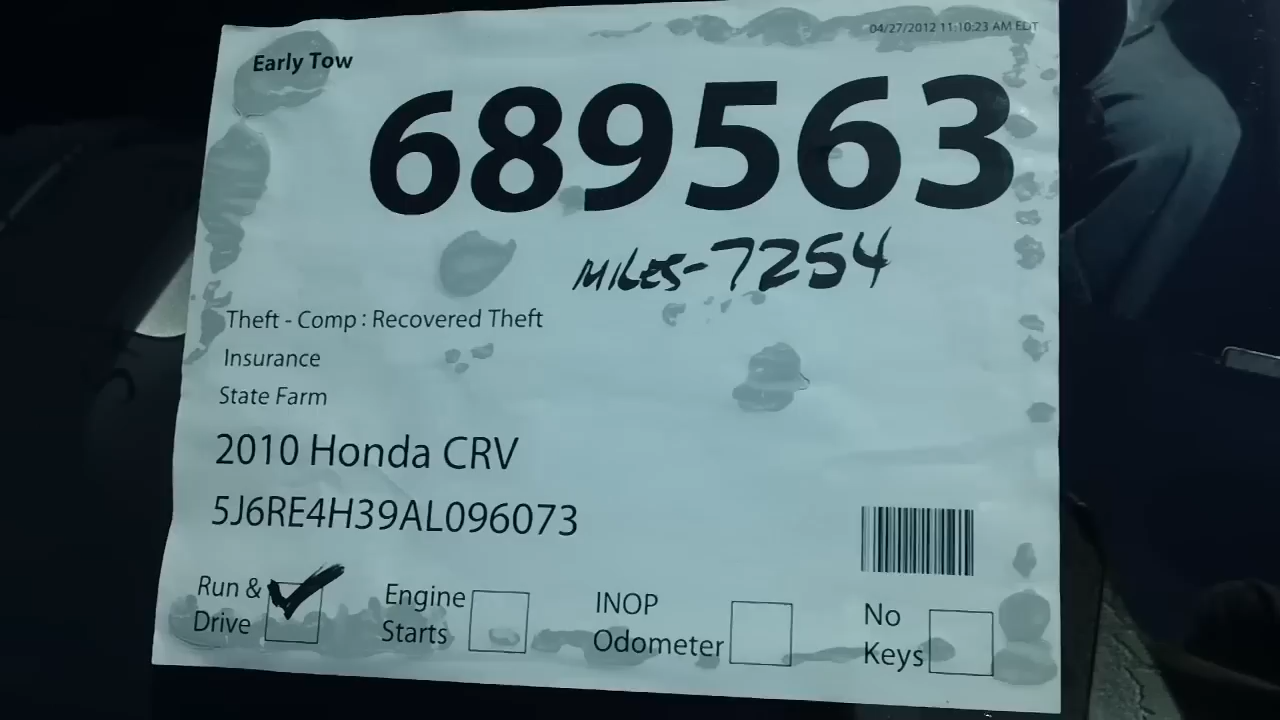 04/27/2012 11:10:23 AM EDT
Early Tow
689563
MILES-7254
Theft - Comp : Recovered Theft
Insurance
State Farm
2010 Honda CRV
5J6RE4H39AL096073
Run & Drive
Engine Starts
INOP Odometer
No Keys